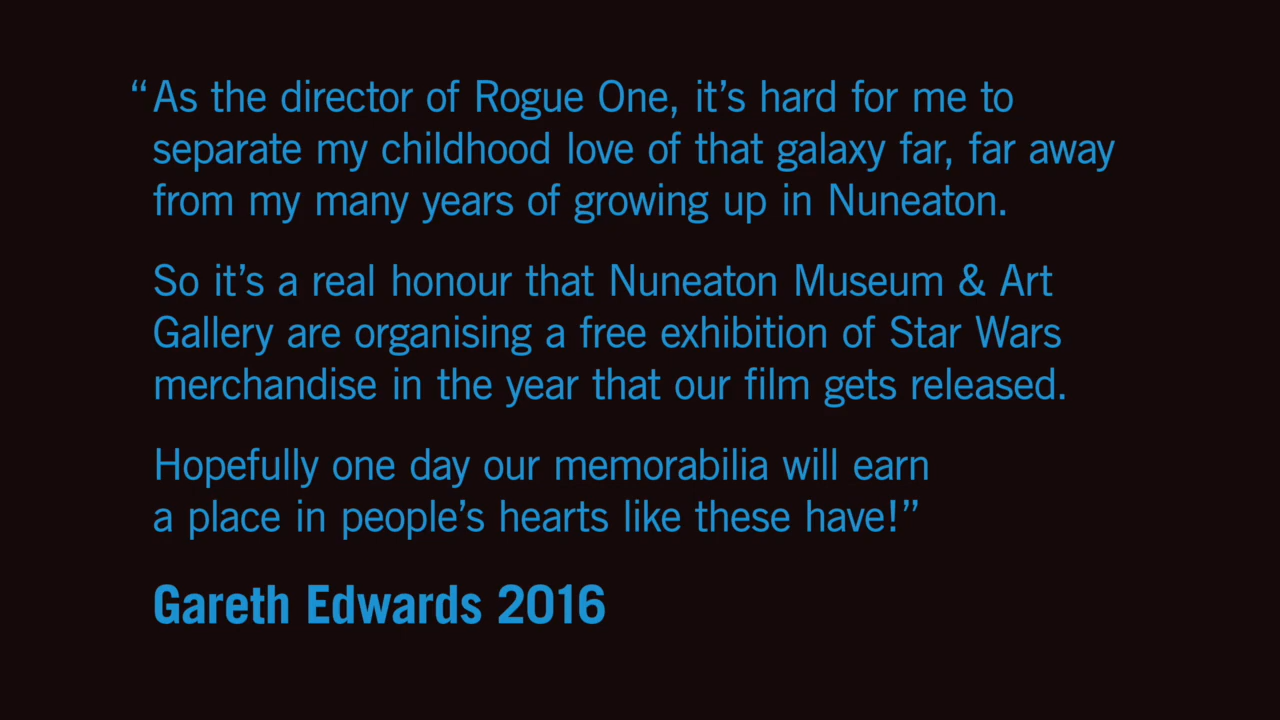 “As the director of Rogue One, it’s hard for me to
separate my childhood love of that galaxy far, far away
from my many years of growing up in Nuneaton.
So it’s a real honour that Nuneaton Museum & Art
Gallery are organising a free exhibition of Star Wars
merchandise in the year that our film gets released.
Hopefully one day our memorabilia will earn
a place in people’s hearts like these have!”
Gareth Edwards 2016